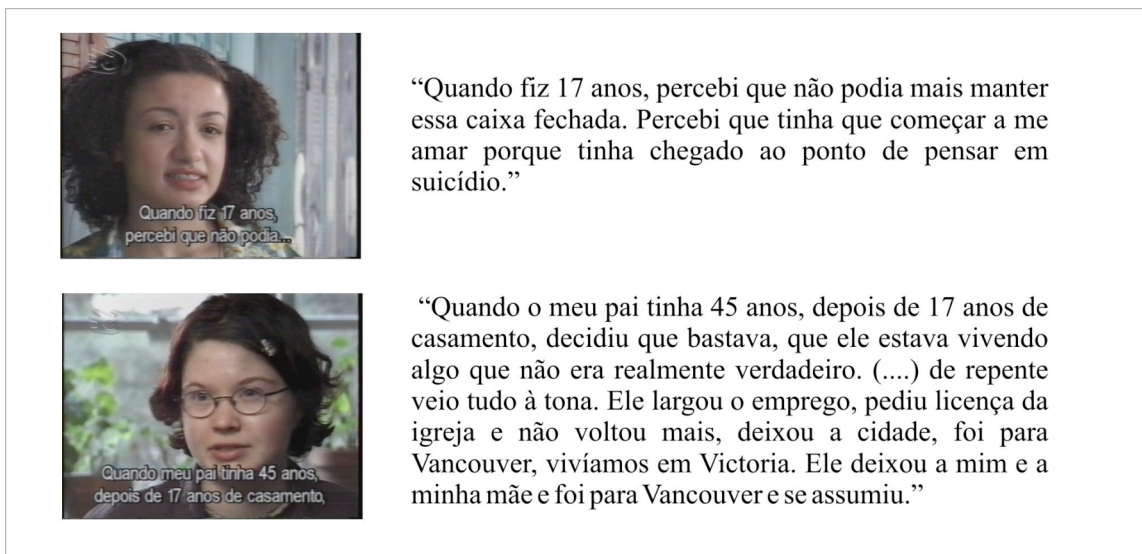 Quando fiz 17 anos,
percebi que não podia...
“Quando fiz 17 anos, percebi que não podia mais manter
essa caixa fechada. Percebi que tinha que começar a me
amar porque tinha chegado ao ponto de pensar em
suicídio.”
Quando meu pai tinha 45 anos,
depois de 17 anos de casamento,
“Quando o meu pai tinha 45 anos, depois de 17 anos de
casamento, decidiu que bastava, que ele estava vivendo
algo que não era realmente verdadeiro. (....) de repente
veio tudo à tona. Ele largou o emprego, pediu licença da
igreja e não voltou mais, deixou a cidade, foi para
Vancouver, vivíamos em Victoria. Ele deixou a mim e a
minha mãe e foi para Vancouver e se assumiu.”